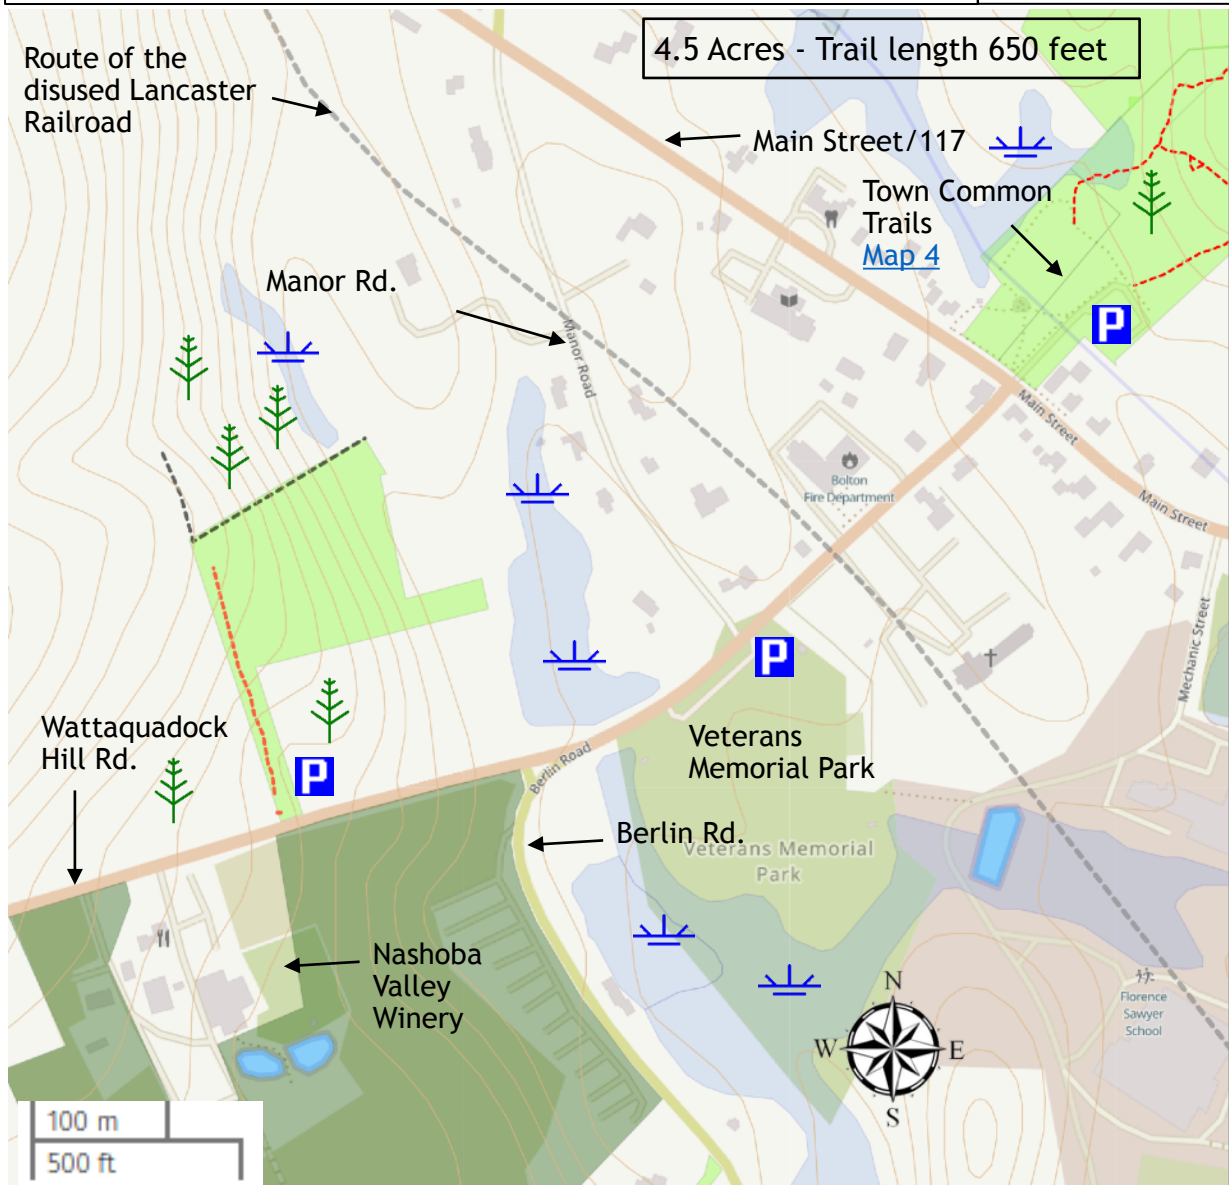 4.5 Acres - Trail length 650 feet
Route of the
disused Lancaster
Railroad
Main Street/117
Town Common
Trails
Map 4
P
Manor Rd.
Manor Road
Main Street
Main Street
Bolton
Fire Department
Mechanic Street
P
Wattaquadock
Hill Rd.
P
Veterans
Memorial Park
Berlin Road
Berlin Rd.
Veterans Memorial
Park
Nashoba
Valley
Winery
N
W
E
S
Florence
Sawyer
School
100 m
500 ft